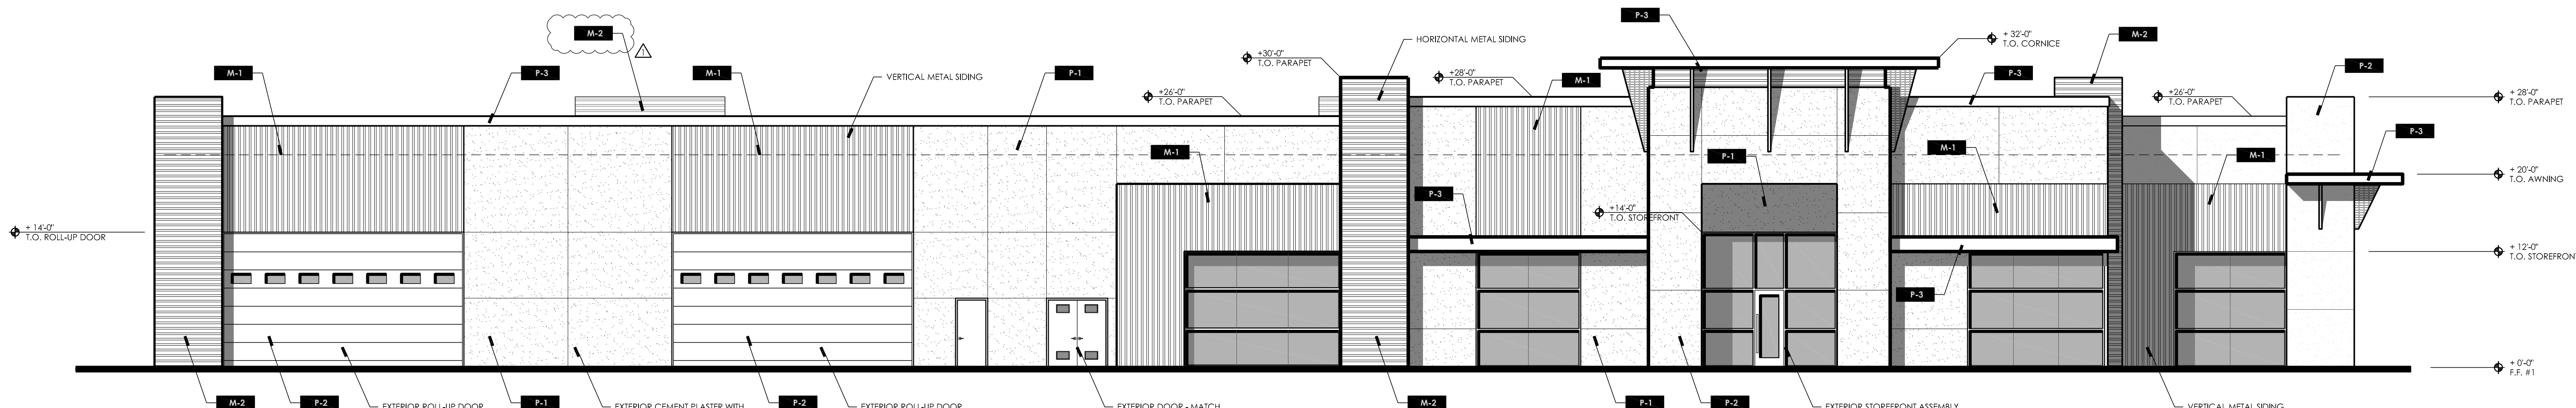 P-3
M-2
1
HORIZONTAL METAL SIDING
+ 32'-0"
T.O. CORNICE
M-2
+30'-0"
T.O. PARAPET
M-1
P-3
M-1
VERTICAL METAL SIDING
P-1
+28'-0"
T.O. PARAPET
M-1
P-3
P-2
+26'-0"
T.O. PARAPET
+26'-0"
T.O. PARAPET
+ 28'-0"
T.O. PARAPET
P-3
M-1
P-1
M-1
M-1
+ 20'-0"
T.O. AWNING
P-3
+14'-0"
T.O. STOREFRONT
+ 14'-0"
T.O. ROLL-UP DOOR
+ 12'-0"
T.O. STOREFRONT
P-3
+ 0'-0"
F.F. #1
M-2
P-2
EXTERIOR ROLL-UP DOOR
P-1
EXTERIOR CEMENT PLASTER WITH
P-2
EXTERIOR ROLL-UP DOOR
EXTERIOR DOOR - MATCH
M-2
P-1
P-2
EXTERIOR STOREFRONT ASSEMBLY
VERTICAL METAL SIDING